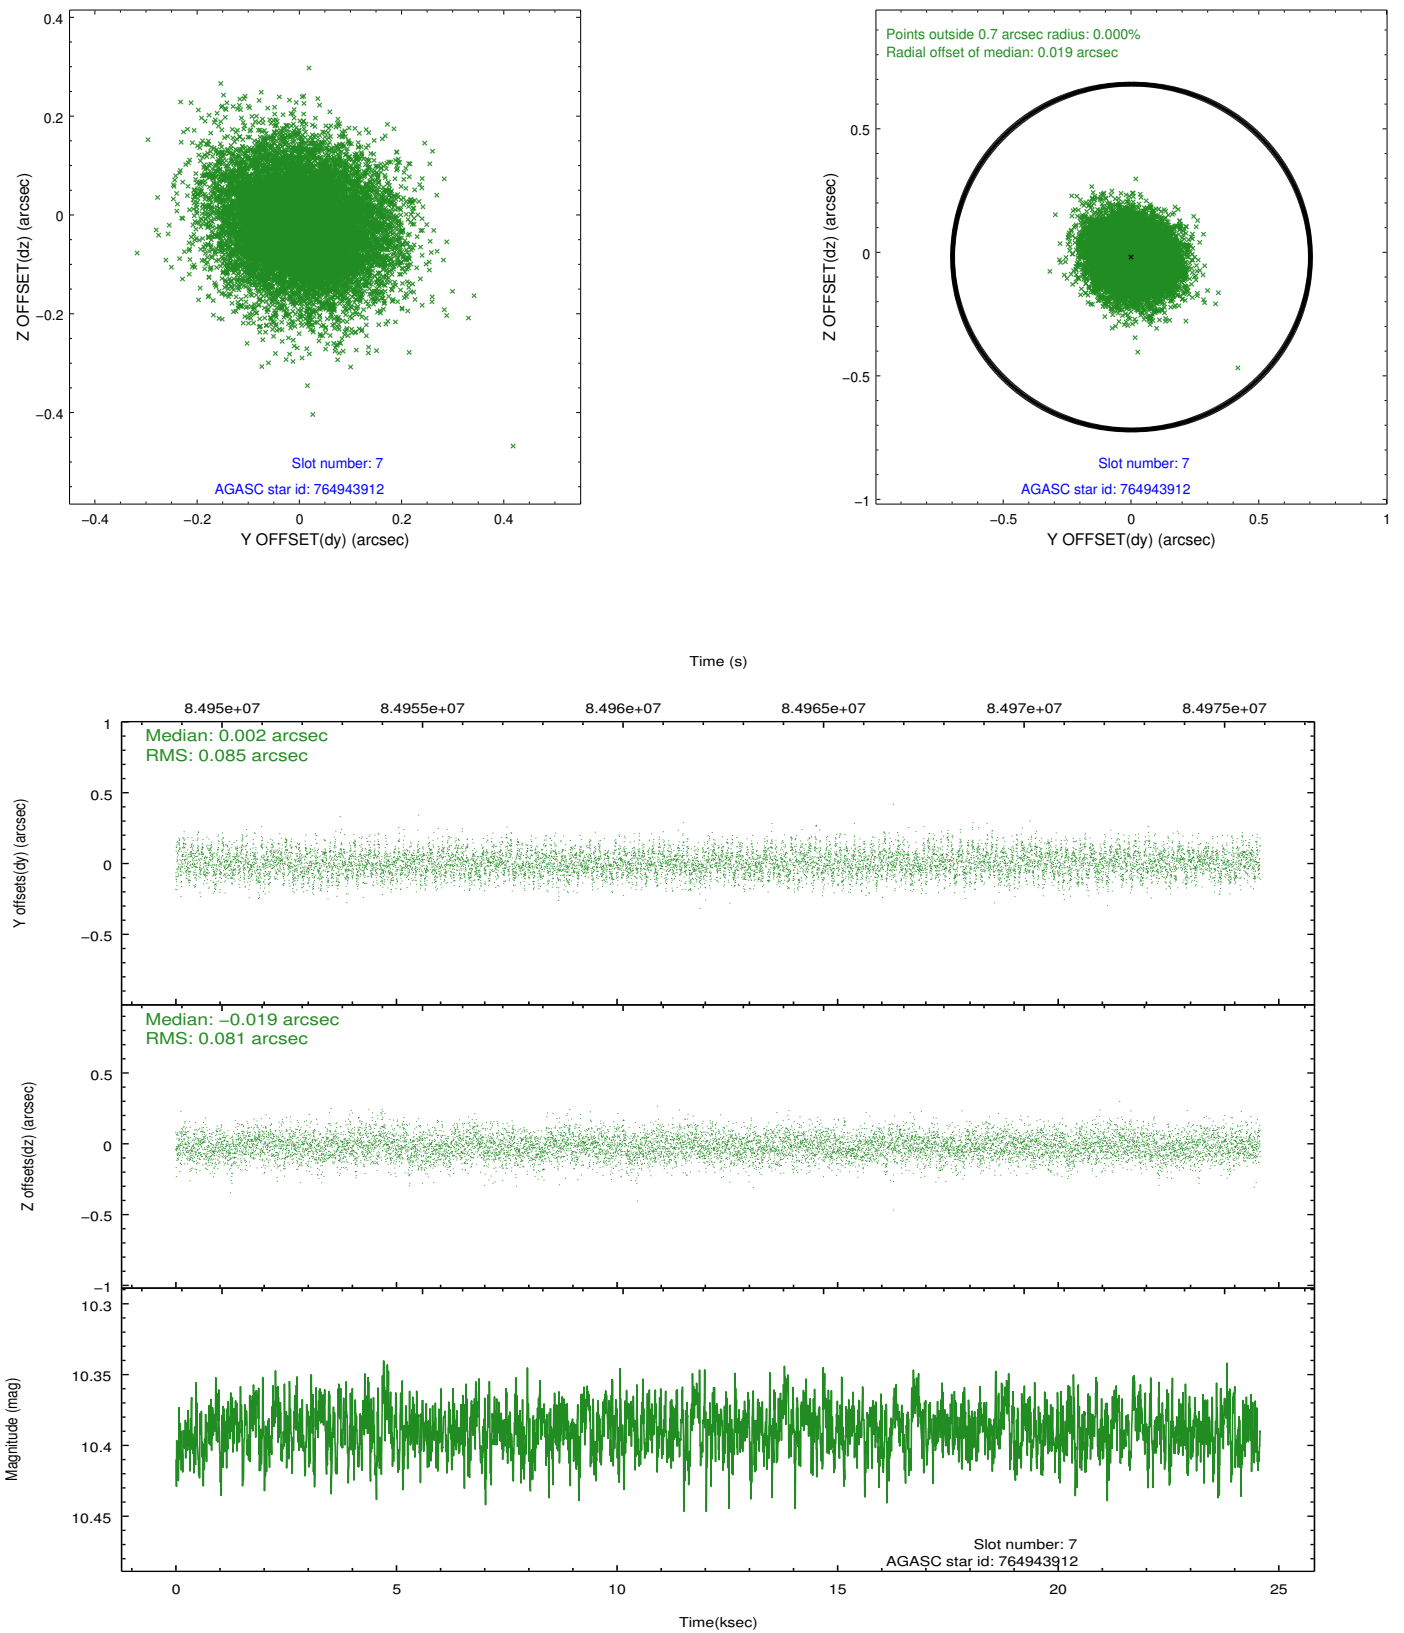 0.4
0.2
0
−0.2
−0.4
Z OFFSET(dz) (arcsec)
Slot number: 7
AGASC star id: 764943912
−0.4
−0.2
0
0.2
0.4
Y OFFSET(dy) (arcsec)
Points outside 0.7 arcsec radius: 0.000%
Radial offset of median: 0.019 arcsec
0.5
0
−0.5
−1
Z OFFSET(dz) (arcsec)
Slot number: 7
AGASC star id: 764943912
−0.5
0
0.5
1
Y OFFSET(dy) (arcsec)
Time (s)
8.495e+07
8.4955e+07
8.496e+07
8.4965e+07
8.497e+07
8.4975e+07
1
0.5
0
−0.5
Y offsets(dy) (arcsec)
Median: 0.002 arcsec
RMS: 0.085 arcsec
0.5
0
−0.5
−1
Z offsets(dz) (arcsec)
Median: −0.019 arcsec
RMS: 0.081 arcsec
10.3
10.35
10.4
10.45
Magnitude (mag)
Slot number: 7
AGASC star id: 764943912
0
5
10
15
20
25
Time(ksec)